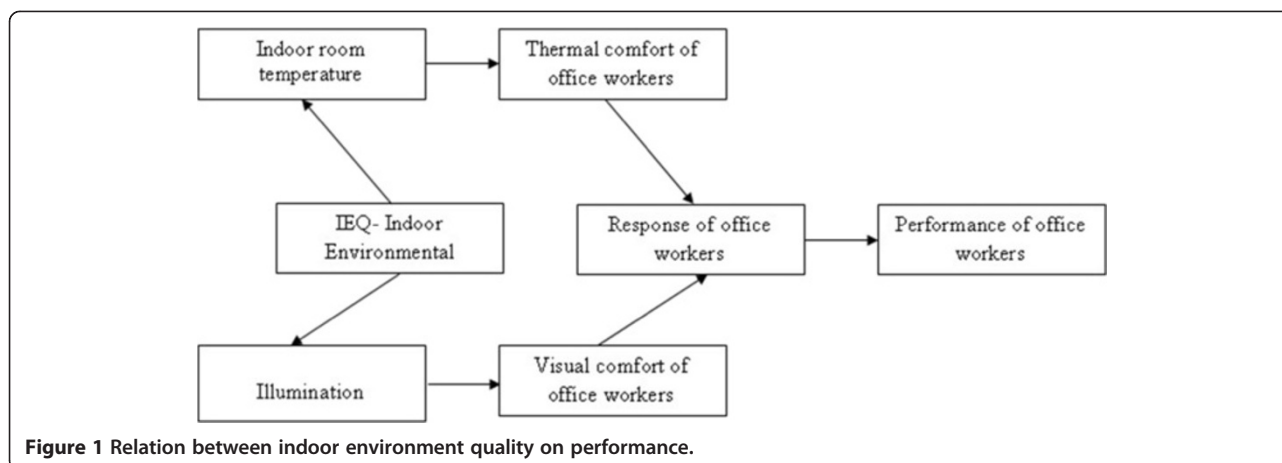 Indoor room
temperature
Thermal comfort of
office workers
IEQ- Indoor
Environmental
Response of office
workers
Performance of office
workers
Illumination
Visual comfort of
office workers
Figure 1 Relation between indoor environment quality on performance.